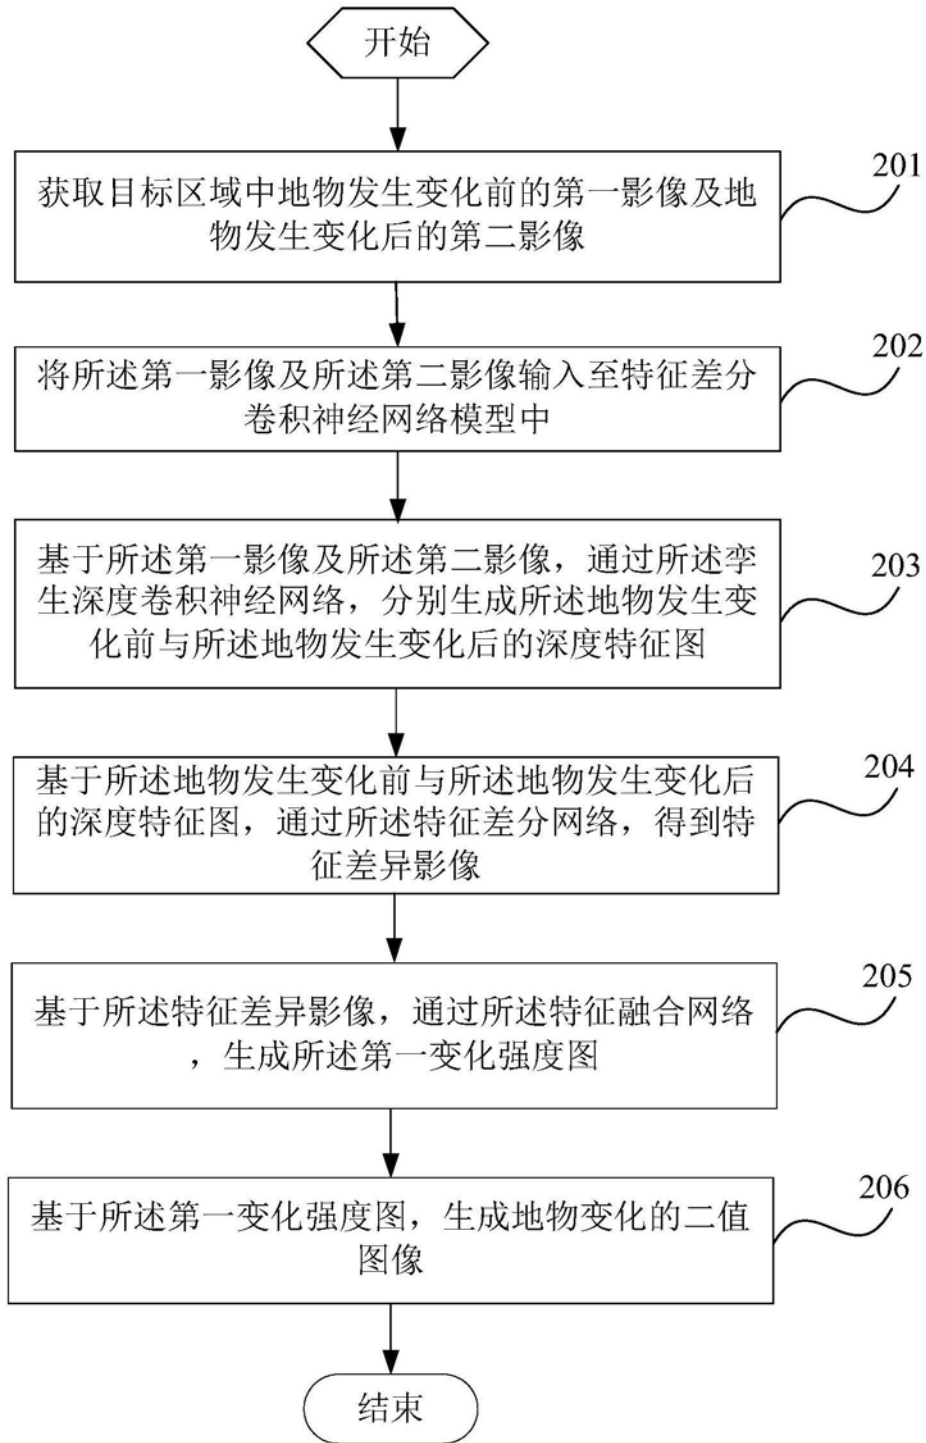 开始
获取目标区域中地物发生变化前的第一影像及地
物发生变化后的第二影像
201
将所述第一影像及所述第二影像输入至特征差分
卷积神经网络模型中
202
基于所述第一影像及所述第二影像，通过所述孪
生深度卷积神经网络，分别生成所述地物发生变
化前与所述地物发生变化后的深度特征图
203
基于所述地物发生变化前与所述地物发生变化后
的深度特征图，通过所述特征差分网络，得到特
征差异影像
204
基于所述特征差异影像，通过所述特征融合网络
，生成所述第一变化强度图
205
基于所述第一变化强度图，生成地物变化的二值
图像
206
结束